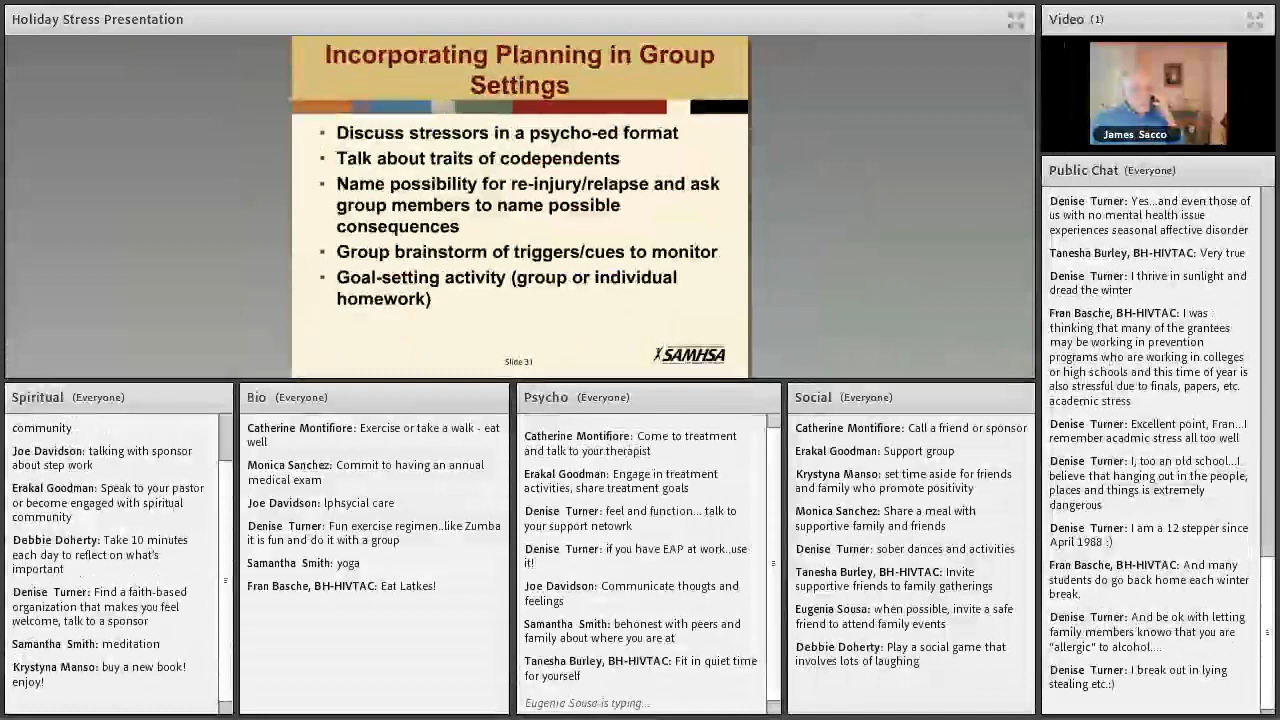 Holiday Stress Presentation
Incorporating Planning in Group
Settings
Discuss stressors in a psycho-ed format
Talk about traits of codependents
Name possibility for re-injury/relapse and ask
group members to name possible
consequences
Group brainstorm of triggers/cues to monitor
Goal-setting activity (group or individual
homework)
Slide 31
SAMHSA
Video (1)
James Sacco
Public Chat (Everyone)
Denise Turner: Yes...and even those of
us with no mental health issue
experiences seasonal affective disorder
Tanesha Burley, BH-HIVTAC: Very true
Denise Turner: I thrive in sunlight and
dread the winter
Fran Basche, BH-HIVTAC: I was
thinking that many of the grantees
may be working in prevention
programs who are working in colleges
or high schools and this time of year is
also stressful due to finals, papers, etc.
academic stress
Denise Turner: Excellent point, Fran...I
remember acadmic stress all too well
Denise Turner: I, too an old school...I
believe that hanging out in the people,
places and things is extremely
dangerous
Denise Turner: I am a 12 stepper since
April 1988 :)
Fran Basche, BH-HIVTAC: And many
students do go back home each winter
break.
Denise Turner: And be ok with letting
family members knowo that you are
"allergic" to alcohol....
Denise Turner: I break out in lying
stealing etc.:)
Spiritual (Everyone)
community
Joe Davidson: talking with sponsor
about step work
Erakal Goodman: Speak to your pastor
or become engaged with spiritual
community
Debbie Doherty: Take 10 minutes
each day to reflect on what's
important
Denise Turner: Find a faith-based
organization that makes you feel
welcome, talk to a sponsor
Samantha Smith: meditation
Krystyna Manso: buy a new book!
enjoy!
Bio (Everyone)
Catherine Montifiore: Exercise or take a walk - eat
well
Monica Sanchez: Commit to having an annual
medical exam
Joe Davidson: lphsycial care
Denise Turner: Fun exercise regimen..like Zumba
it is fun and do it with a group
Samantha Smith: yoga
Fran Basche, BH-HIVTAC: Eat Latkes!
Psycho (Everyone)
Catherine Montifiore: Come to treatment
and talk to your therapist
Erakal Goodman: Engage in treatment
activities, share treatment goals
Denise Turner: feel and function... talk to
your support netowrk
Denise Turner: if you have EAP at work..use
it!
Joe Davidson: Communicate thougts and
feelings
Samantha Smith: behonest with peers and
family about where you are at
Tanesha Burley, BH-HIVTAC: Fit in quiet time
for yourself
Eugenia Sousa is typing...
Social (Everyone)
Catherine Montifiore: Call a friend or sponsor
Erakal Goodman: Support group
Krystyna Manso: set time aside for friends
and family who promote positivity
Monica Sanchez: Share a meal with
supportive family and friends
Denise Turner: sober dances and activities
Tanesha Burley, BH-HIVTAC: Invite
supportive friends to family gatherings
Eugenia Sousa: when possible, invite a safe
friend to attend family events
Debbie Doherty: Play a social game that
involves lots of laughing